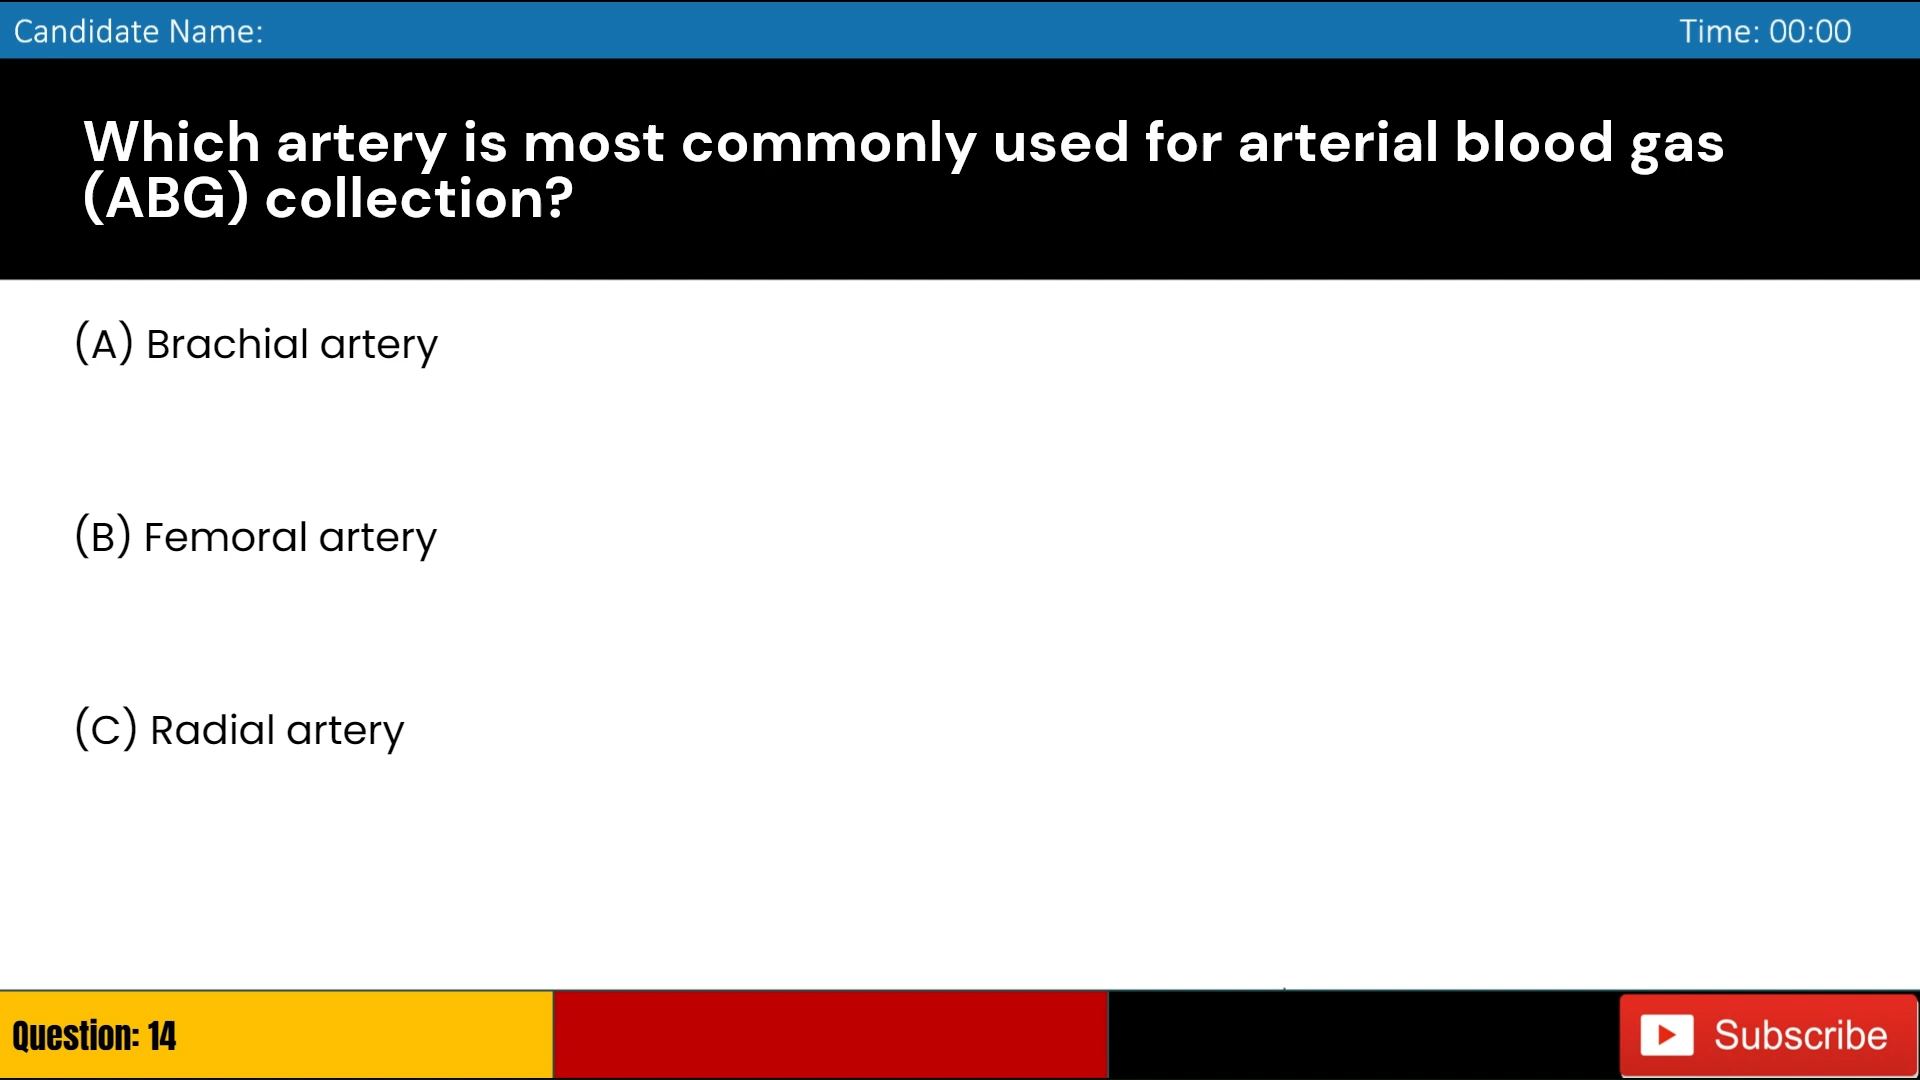 Candidate Name:
Time: 00:00
Which artery is most commonly used for arterial blood gas
(ABG) collection?
(A) Brachial artery
(B) Femoral artery
(C) Radial artery
Question: 14
Subscribe